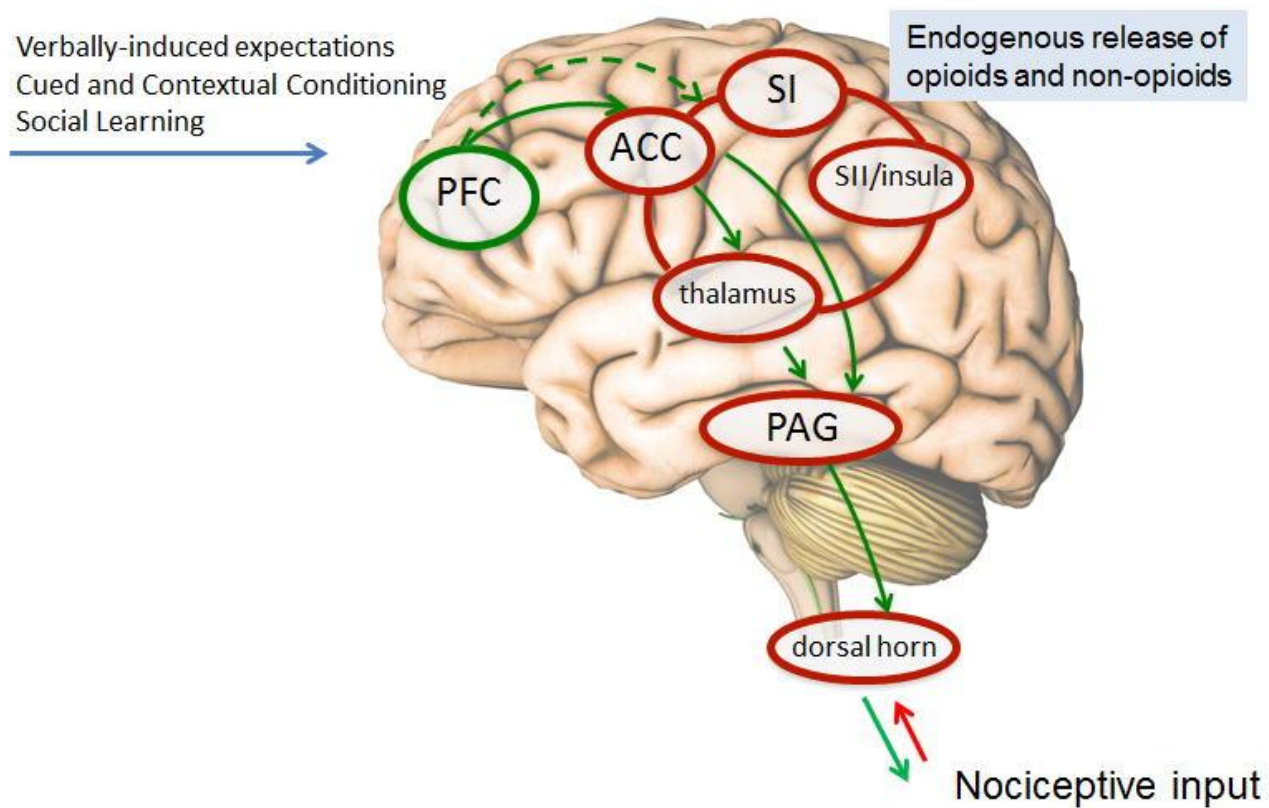 Verbally-induced expectations
Cued and Contextual Conditioning
Social Learning
Endogenous release of
opioids and non-opioids
SI
ACC
SII/insula
PFC
thalamus
PAG
dorsal horn
Nociceptive input